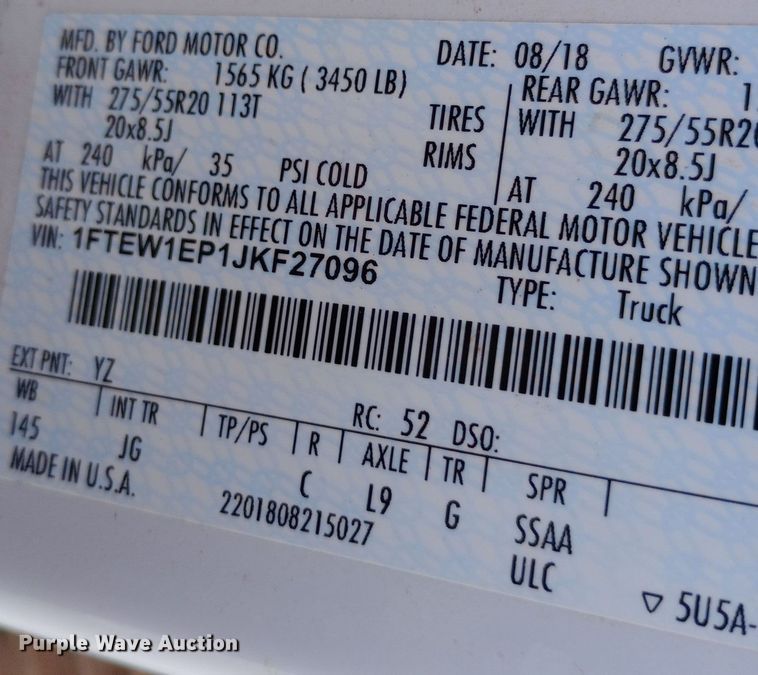 MFD. BY FORD MOTOR CO.
DATE: 08/18 GVWR:
FRONT GAWR: 1565 KG ( 3450 LB)
REAR GAWR:
WITH 275/55R20 113T TIRES
WITH 275/55R20
20x8.5J RIMS
20x8.5J
AT 240 kPa/ 35 PSI COLD
AT 240 kPa/
THIS VEHICLE CONFORMS TO ALL APPLICABLE FEDERAL MOTOR VEHICLE
SAFETY STANDARDS IN EFFECT ON THE DATE OF MANUFACTURE SHOWN
VIN: 1FTEW1EP1JKF27096
TYPE: Truck
EXT PNT: YZ RC: 52 DSO:
WB INT TR TP/PS R AXLE TR SPR
145 JG C L9 G SSAA
MADE IN U.S.A. 2201808215027 ULC
▽ 5U5A-
Purple Wave Auction